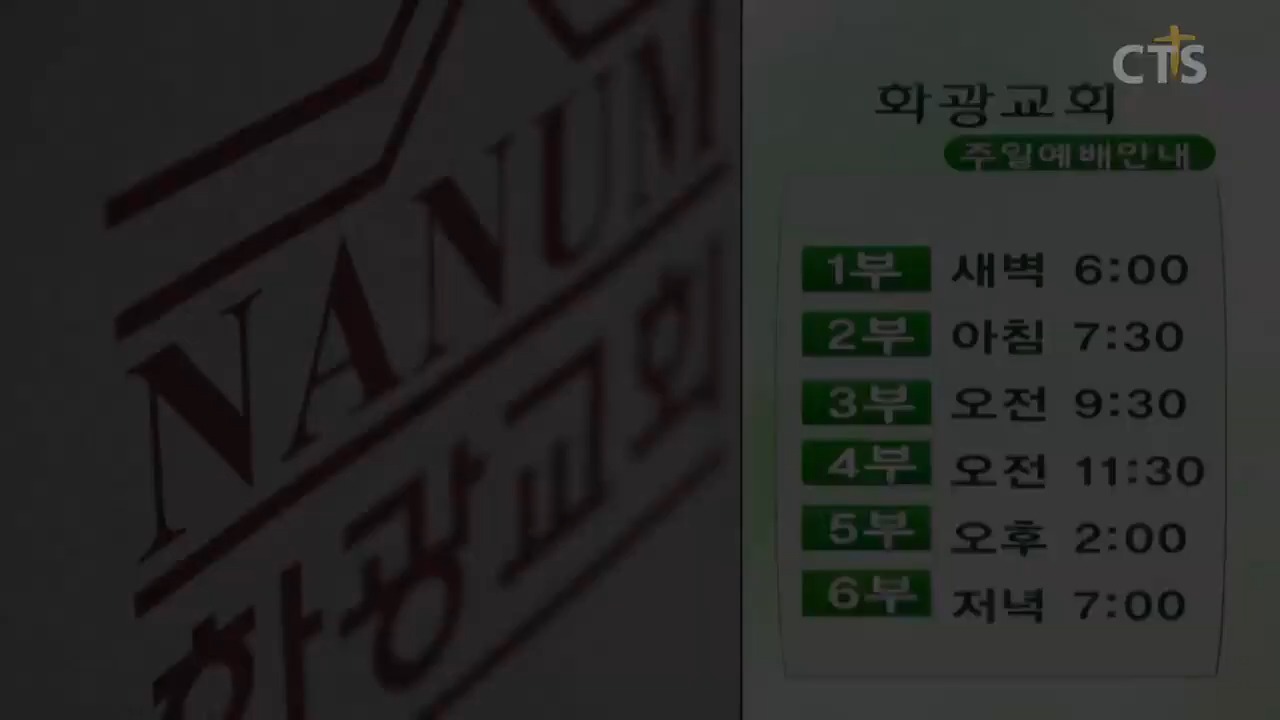 NANUM
화광교회
CTS
화광교회
주일예배안내
1부 새벽 6:00
2부 아침 7:30
3부 오전 9:30
4부 오전 11:30
5부 오후 2:00
6부 저녁 7:00